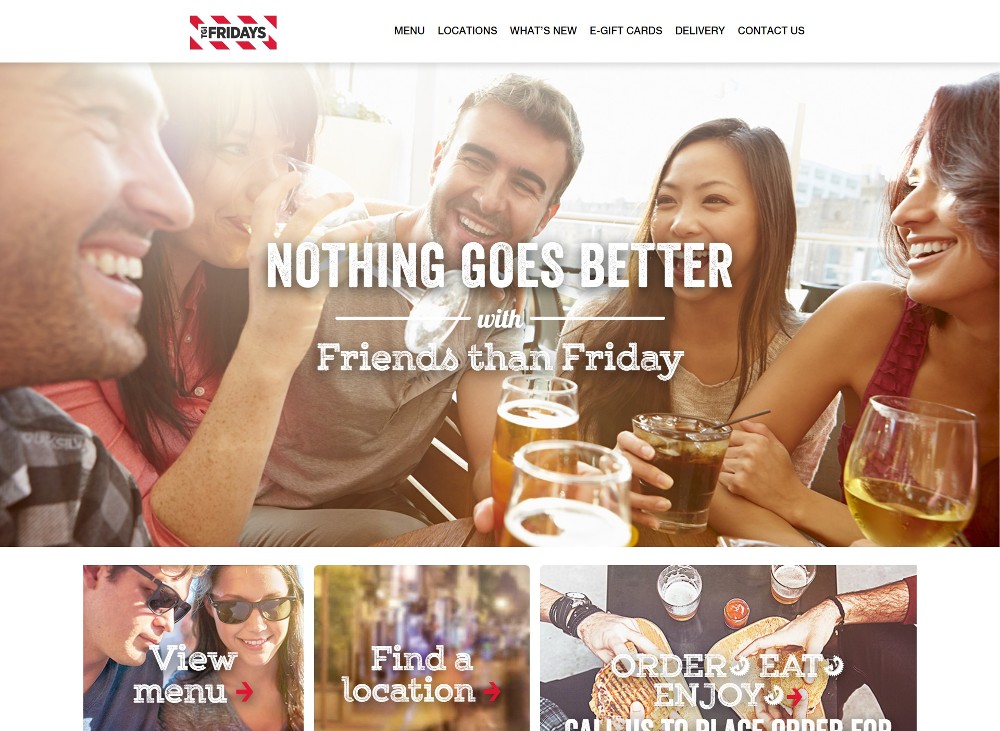 TGI FRIDAYS
MENU LOCATIONS WHAT'S NEW E-GIFT CARDS DELIVERY CONTACT US
NOTHING GOES BETTER
with
Friends than Friday
QUIKSILV
View
menu
Find a
location
ORDER EAT
ENJOY
CALL US TO PLACE ORDER FOR